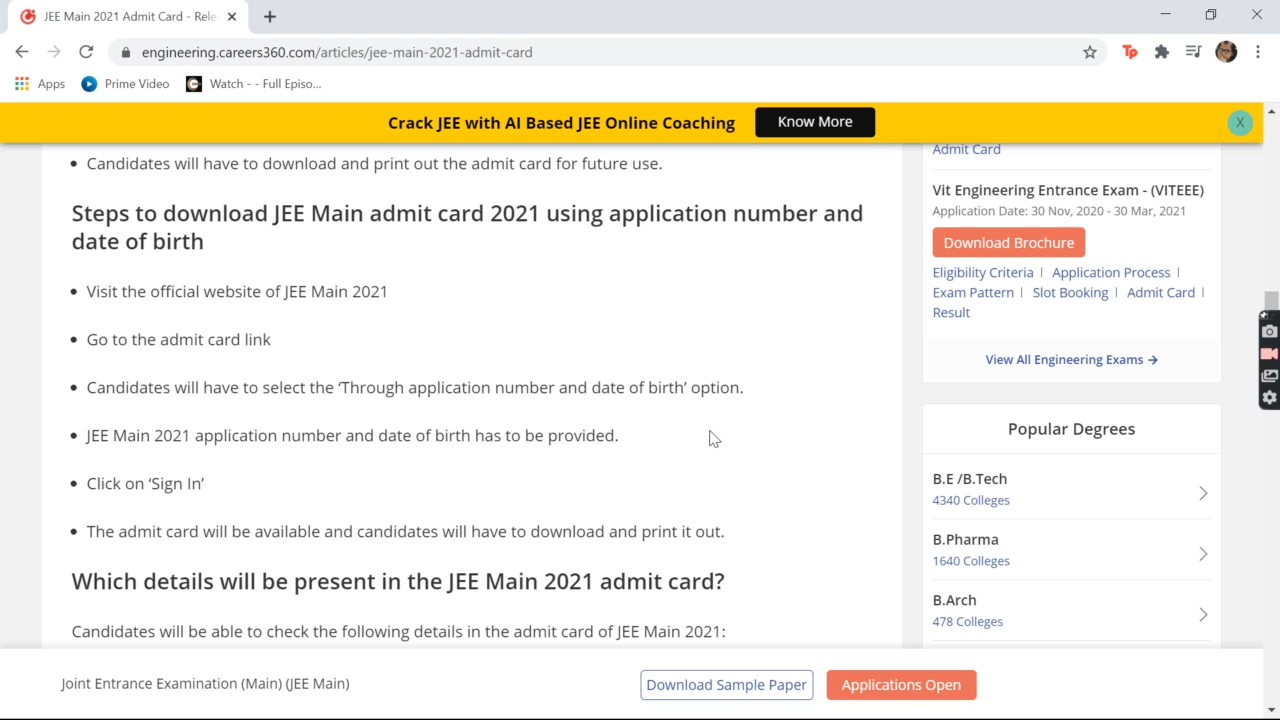 JEE Main 2021 Admit Card - Rele
engineering.careers360.com/articles/jee-main-2021-admit-card
Tp
Apps
Prime Video
Watch - - Full Episo...
Crack JEE with AI Based JEE Online Coaching
Know More
X
• Candidates will have to download and print out the admit card for future use.
Steps to download JEE Main admit card 2021 using application number and
date of birth
• Visit the official website of JEE Main 2021
• Go to the admit card link
• Candidates will have to select the ‘Through application number and date of birth’ option.
• JEE Main 2021 application number and date of birth has to be provided.
• Click on ‘Sign In’
• The admit card will be available and candidates will have to download and print it out.
Which details will be present in the JEE Main 2021 admit card?
Candidates will be able to check the following details in the admit card of JEE Main 2021:
Admit Card
Vit Engineering Entrance Exam - (VITEEE)
Application Date: 30 Nov, 2020 - 30 Mar, 2021
Download Brochure
Eligibility Criteria | Application Process |
Exam Pattern | Slot Booking | Admit Card |
Result
View All Engineering Exams →
Popular Degrees
B.E /B.Tech
4340 Colleges
B.Pharma
1640 Colleges
B.Arch
478 Colleges
Joint Entrance Examination (Main) (JEE Main)
Download Sample Paper
Applications Open